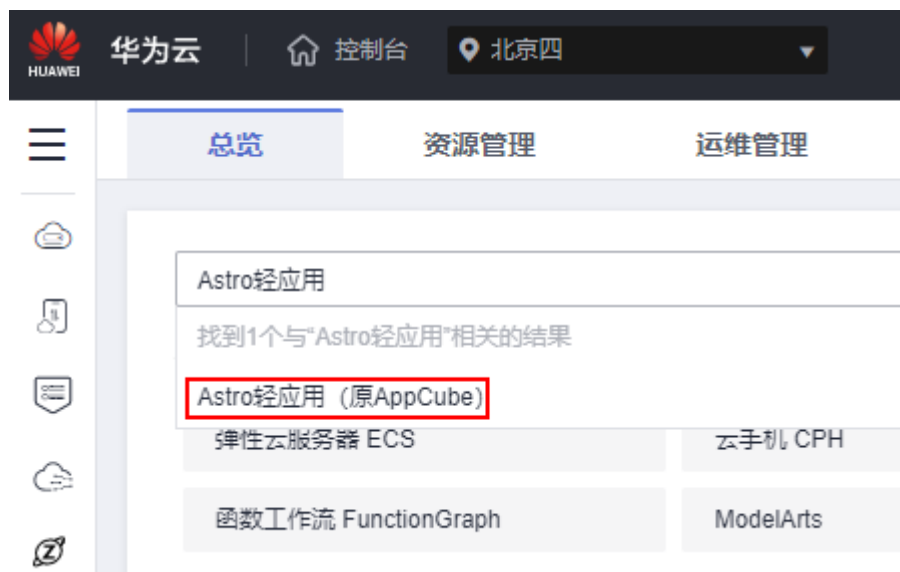 HUAWEI 华为云 控制台 北京四
总览 资源管理 运维管理
Astro轻应用
找到1个与“Astro轻应用”相关的结果
Astro轻应用（原AppCube)
弹性云服务器 ECS 云手机 CPH
函数工作流 FunctionGraph ModelArts